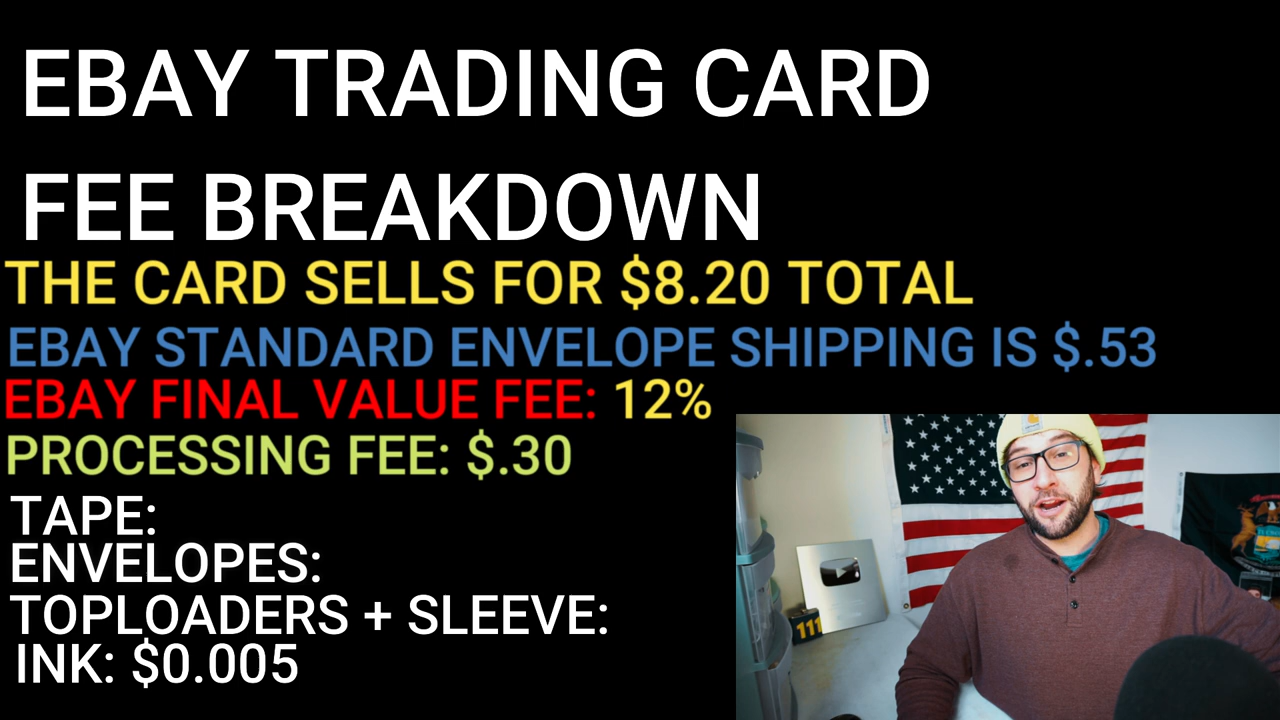 EBAY TRADING CARD
FEE BREAKDOWN
THE CARD SELLS FOR $8.20 TOTAL
EBAY STANDARD ENVELOPE SHIPPING IS $.53
EBAY FINAL VALUE FEE: 12%
PROCESSING FEE: $.30
TAPE:
ENVELOPES:
TOPLOADERS + SLEEVE:
INK: $0.005
111